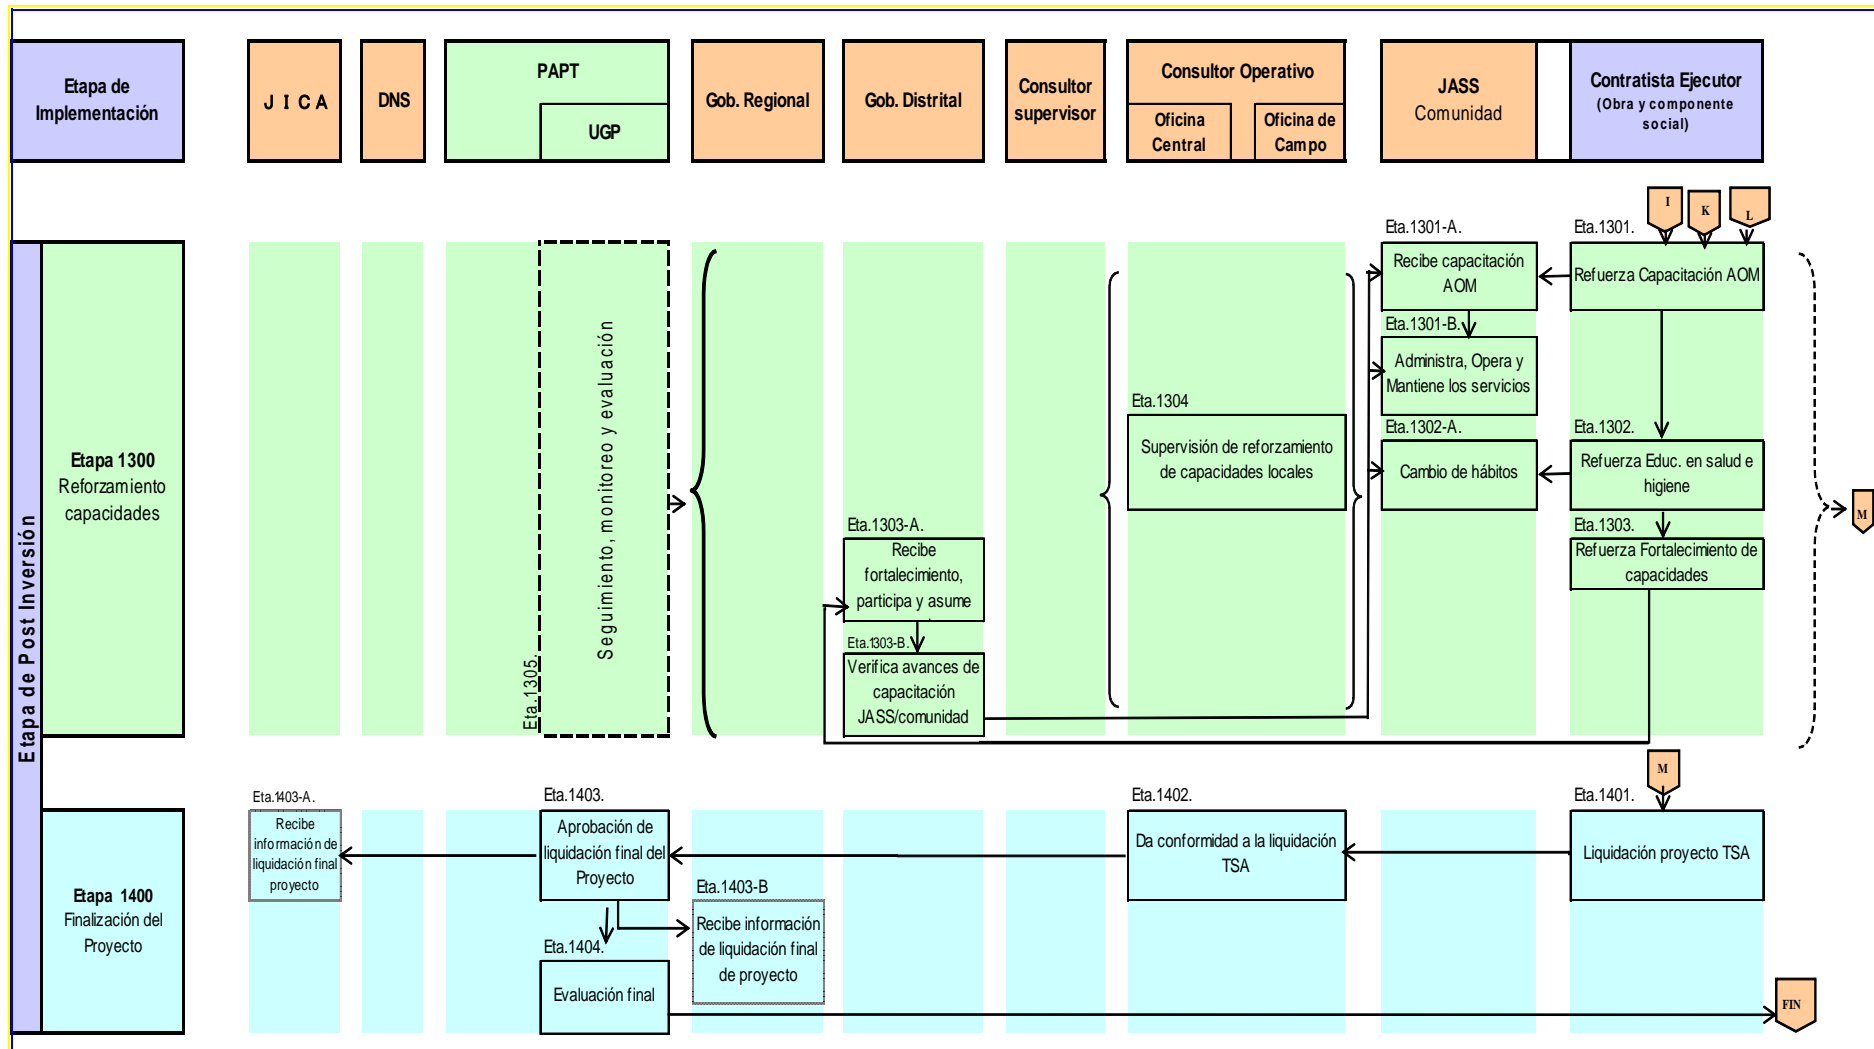 Etapa de
Implementación
J I C A
DNS
PAPT
UGP
Gob. Regional
Gob. Distrital
Consultor
supervisor
Consultor Operativo
Oficina
Central
Oficina de
Campo
JASS
Comunidad
Contratista Ejecutor
(Obra y componente
social)
I
K
L
Etapa de Post Inversión
Etapa 1300
Reforzamiento
capacidades
Eta.1305.
Seguimiento, monitoreo y evaluación
Eta.1303-A.
Recibe
fortalecimiento,
participa y asume
Eta.1303-B.
Verifica avances de
capacitación
JASS/comunidad
Eta.1304
Supervisión de reforzamiento
de capacidades locales
Eta.1301-A.
Recibe capacitación
AOM
Eta.1301-B.
Administra, Opera y
Mantiene los servicios
Eta.1302-A.
Cambio de hábitos
Eta.1301.
Refuerza Capacitación AOM
Eta.1302.
Refuerza Educ. en salud e
higiene
Eta.1303.
Refuerza Fortalecimiento de
capacidades
M
Etapa 1400
Finalización del
Proyecto
Eta.1403-A.
Recibe
información de
liquidación final
proyecto
Eta.1403.
Aprobación de
liquidación final del
Proyecto
Eta.1403-B
Recibe información
de liquidación final
de proyecto
Eta.1404.
Evaluación final
Eta.1402.
Da conformidad a la liquidación
TSA
M
Eta.1401.
Liquidación proyecto TSA
FIN